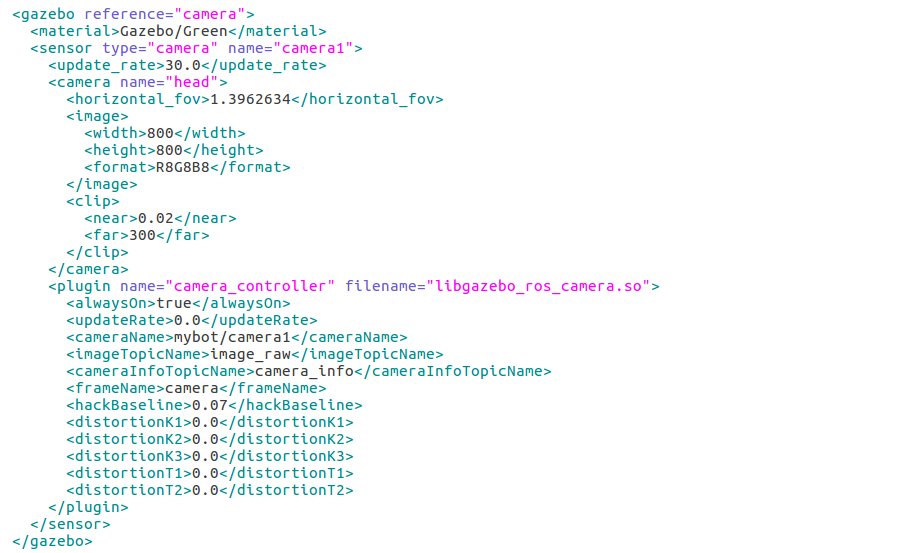 <gazebo reference="camera">
  <material>Gazebo/Green</material>
  <sensor type="camera" name="camera1">
    <update_rate>30.0</update_rate>
    <camera name="head">
      <horizontal_fov>1.3962634</horizontal_fov>
      <image>
        <width>800</width>
        <height>800</height>
        <format>R8G8B8</format>
      </image>
      <clip>
        <near>0.02</near>
        <far>300</far>
      </clip>
    </camera>
    <plugin name="camera_controller" filename="libgazebo_ros_camera.so">
      <alwaysOn>true</alwaysOn>
      <updateRate>0.0</updateRate>
      <cameraName>mybot/camera1</cameraName>
      <imageTopicName>image_raw</imageTopicName>
      <cameraInfoTopicName>camera_info</cameraInfoTopicName>
      <frameName>camera</frameName>
      <hackBaseline>0.07</hackBaseline>
      <distortionK1>0.0</distortionK1>
      <distortionK2>0.0</distortionK2>
      <distortionK3>0.0</distortionK3>
      <distortionT1>0.0</distortionT1>
      <distortionT2>0.0</distortionT2>
    </plugin>
  </sensor>
</gazebo>